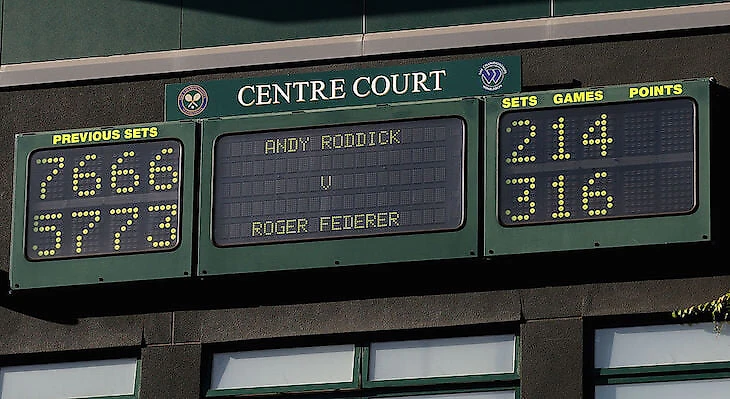 CENTRE COURT
PREVIOUS SETS
7666
5773
ANDY RODDICK
V
ROGER FEDERER
SETS GAMES POINTS
2 14
3 16